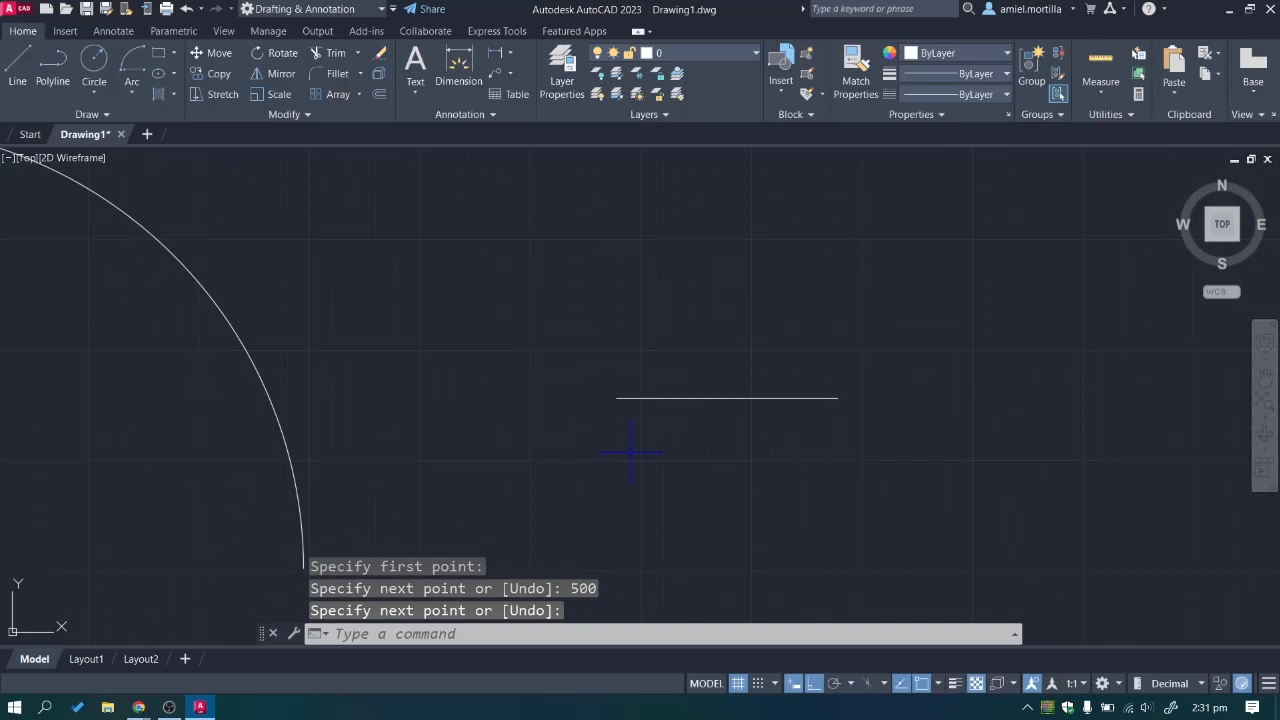 CAD
Drafting & Annotation
Share
Autodesk AutoCAD 2023 Drawing1.dwg
Type a keyword or phrase
amiel.mortilla
Home Insert Annotate Parametric View Manage Output Add-ins Collaborate Express Tools Featured Apps
Line Polyline Circle Arc
Move Rotate Trim
Copy Mirror Fillet
Stretch Scale Array
Text Dimension Table
Layer Properties
0
Insert
Match Properties
ByLayer
ByLayer
ByLayer
Group
Measure
Paste
Base
Draw Modify Annotation Layers Block Properties Groups Utilities Clipboard View
Start Drawing1*
[−][Top][2D Wireframe]
N
W TOP E
S
WCS
Specify first point:
Specify next point or [Undo]: 500
Specify next point or [Undo]:
Type a command
Y
X
Model Layout1 Layout2
MODEL 1:1 Decimal
2:31 pm